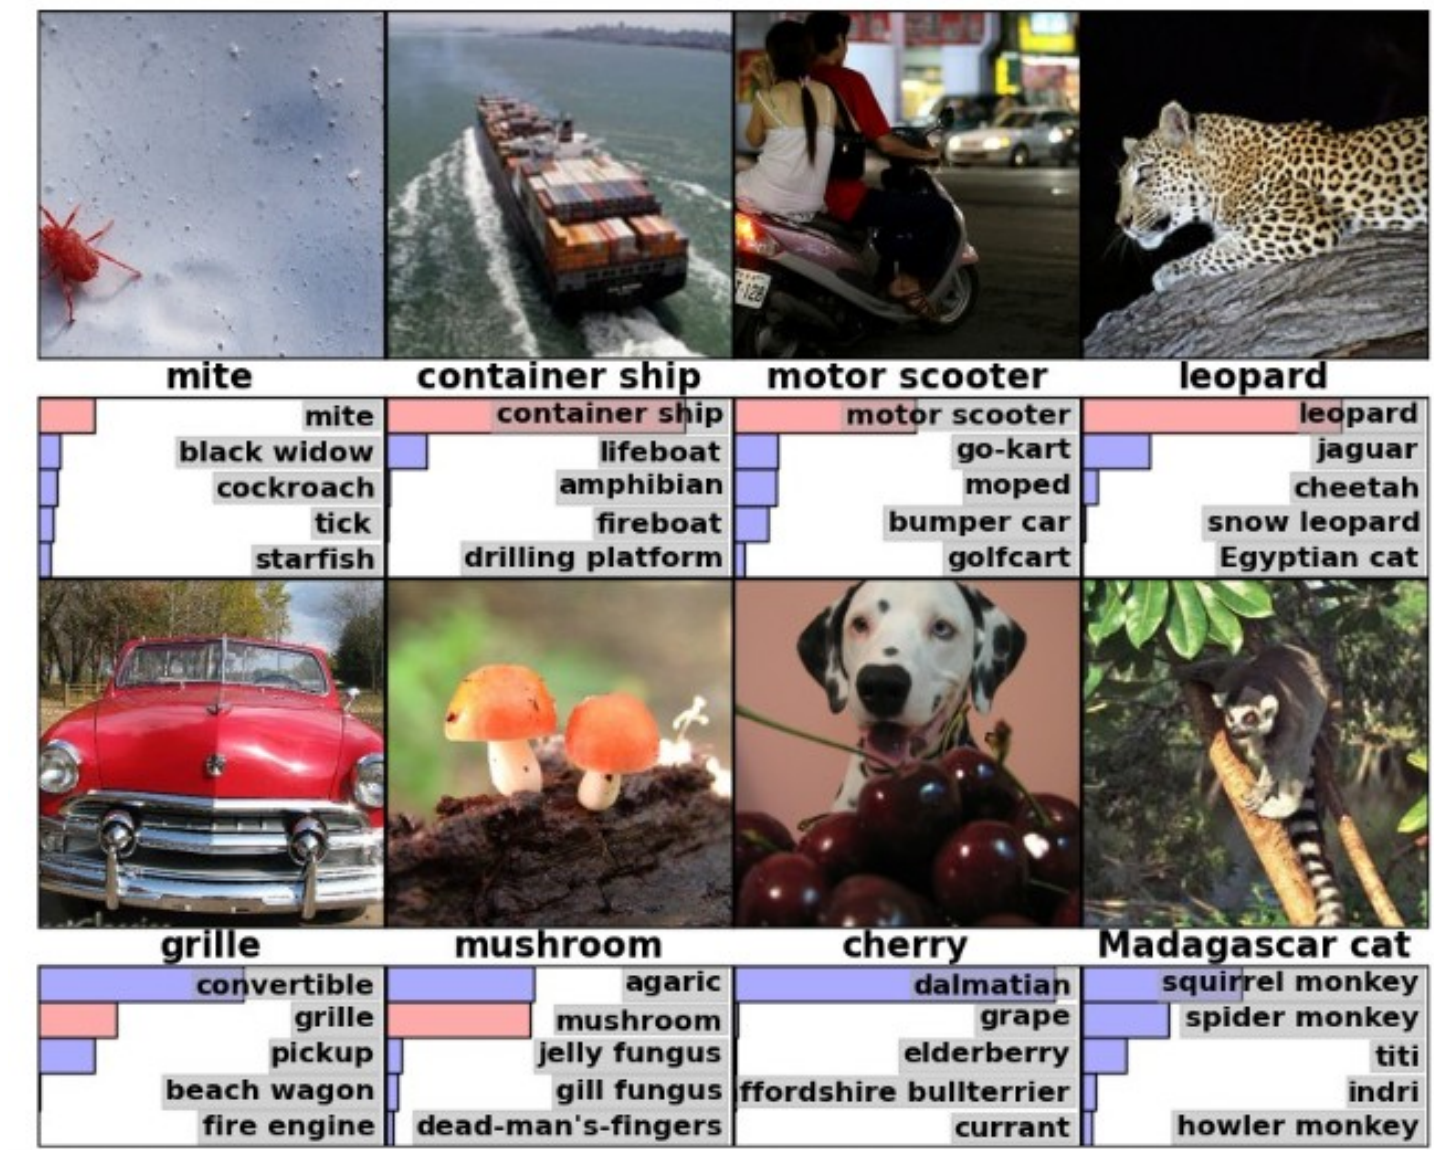 mite
container ship
motor scooter
leopard
mite
black widow
cockroach
tick
starfish
container ship
lifeboat
amphibian
fireboat
drilling platform
motor scooter
go-kart
moped
bumper car
golfcart
leopard
jaguar
cheetah
snow leopard
Egyptian cat
grille
mushroom
cherry
Madagascar cat
convertible
grille
pickup
beach wagon
fire engine
agaric
mushroom
jelly fungus
gill fungus
dead-man's-fingers
dalmatian
grape
elderberry
ffordshire bullterrier
currant
squirrel monkey
spider monkey
titi
indri
howler monkey